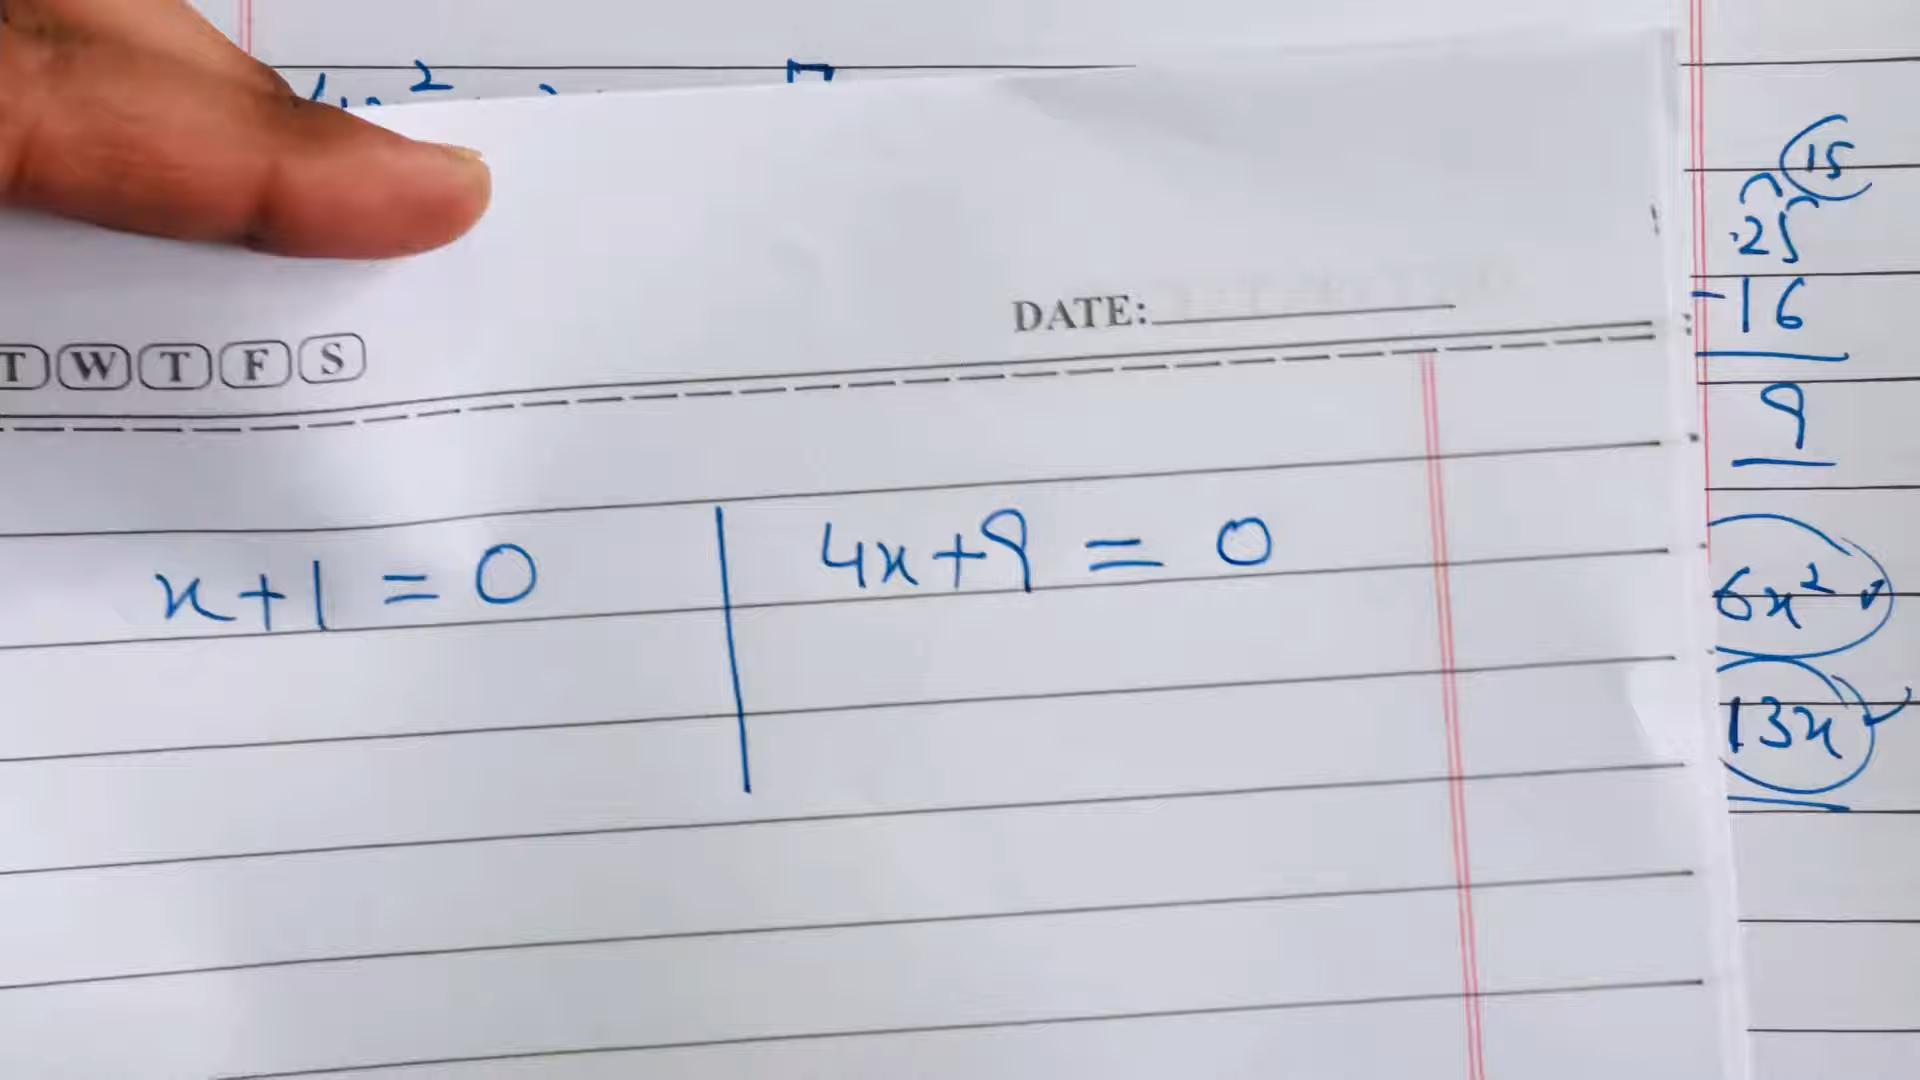 15
25
-16
DATE:
T W T F S
9
x+1 = 0 | 4x+9 = 0
6x²
13x